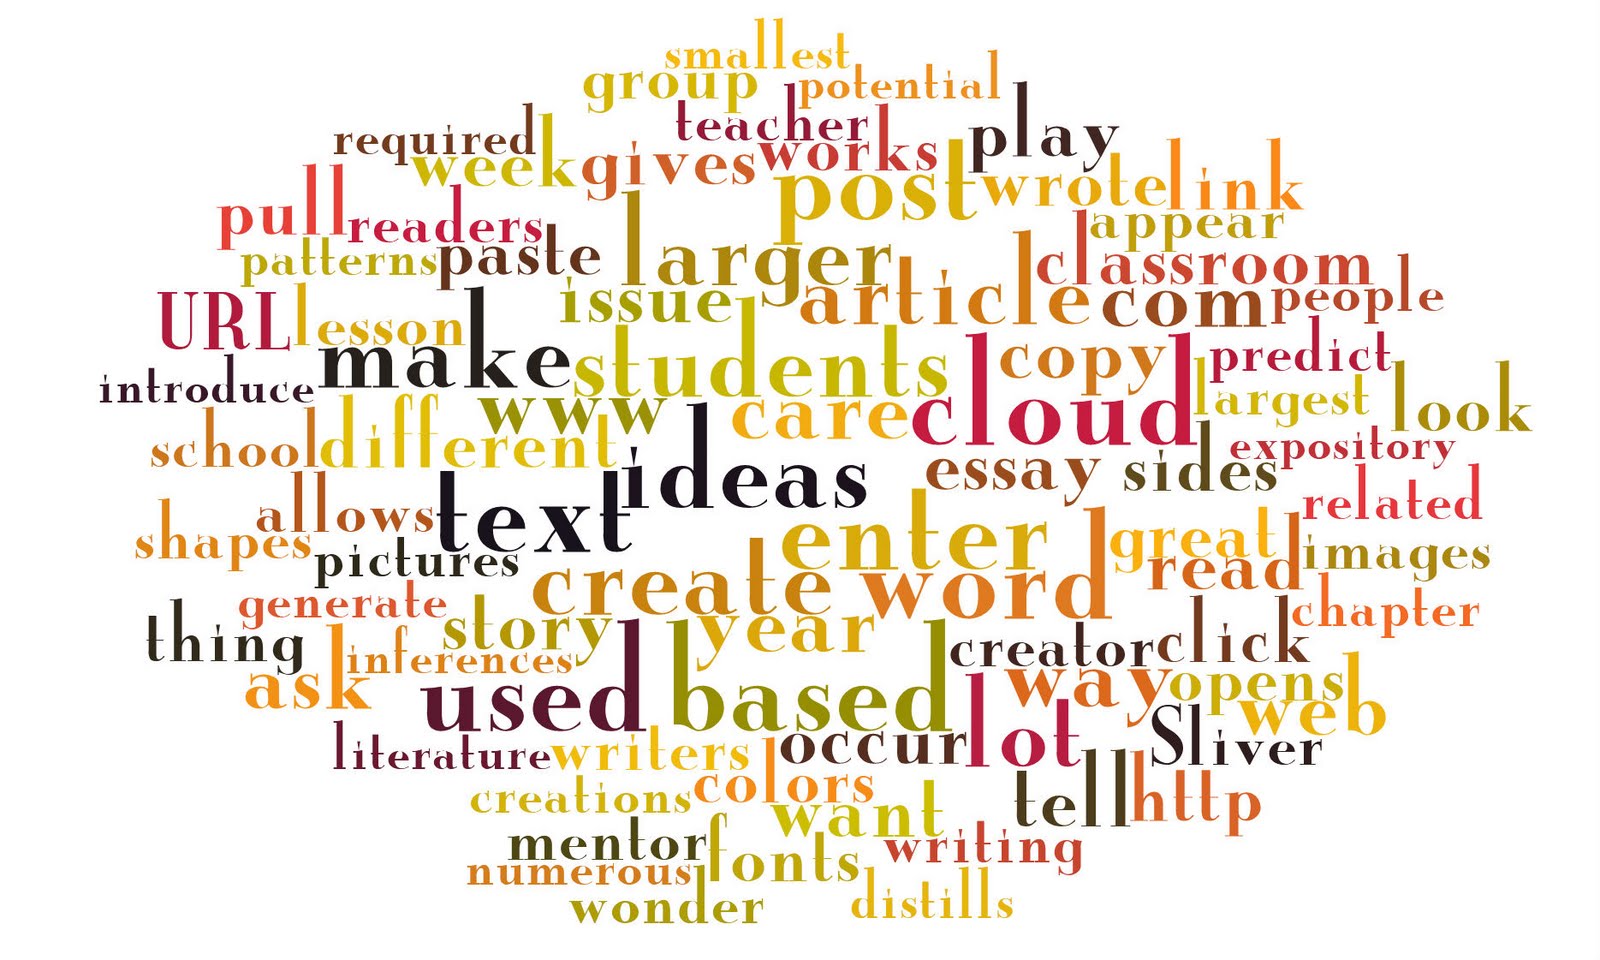 smallest
group potential
teacher play
required
week gives works
post wrote link
pull readers appear
patterns paste larger classroom
issue article com people
URL lesson
make students copy predict
introduce www care cloud largest look
school different expository
ideas essay sides
text related
allows enter
shapes great images
pictures create word read
generate chapter
thing story year creator click
inferences
ask used based way opens web
literature writers occur lot Sliver
creations colors tell http
want
mentor fonts writing
numerous
wonder distills